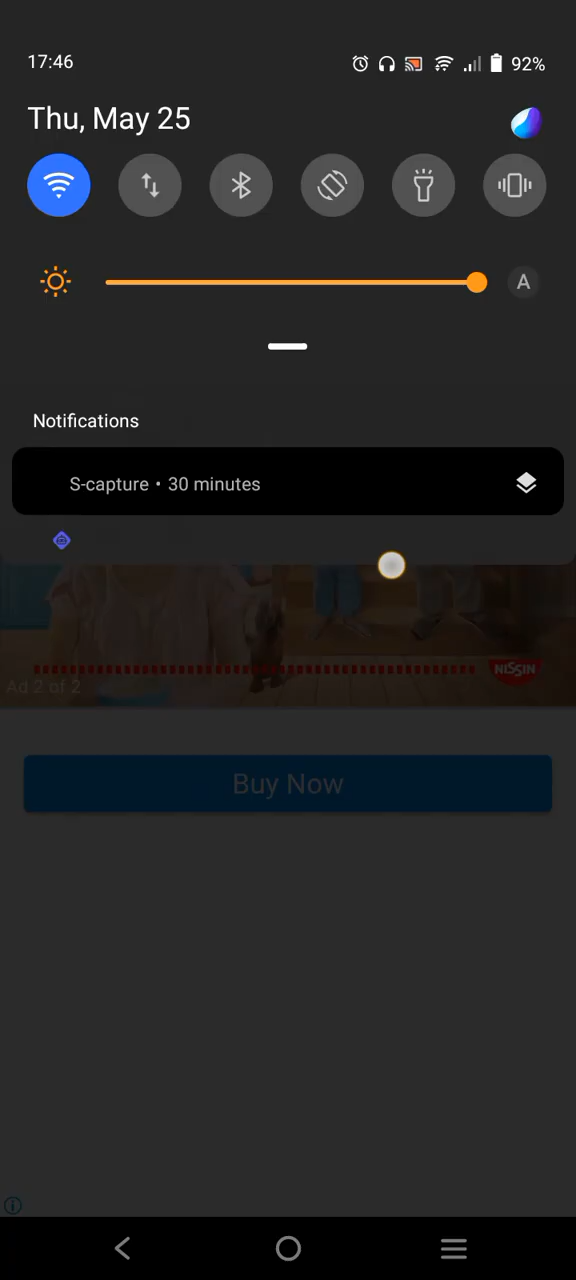 17:46
92%
Thu, May 25
A
Notifications
S-capture • 30 minutes
NISSIN
Ad 2 of 2
Buy Now